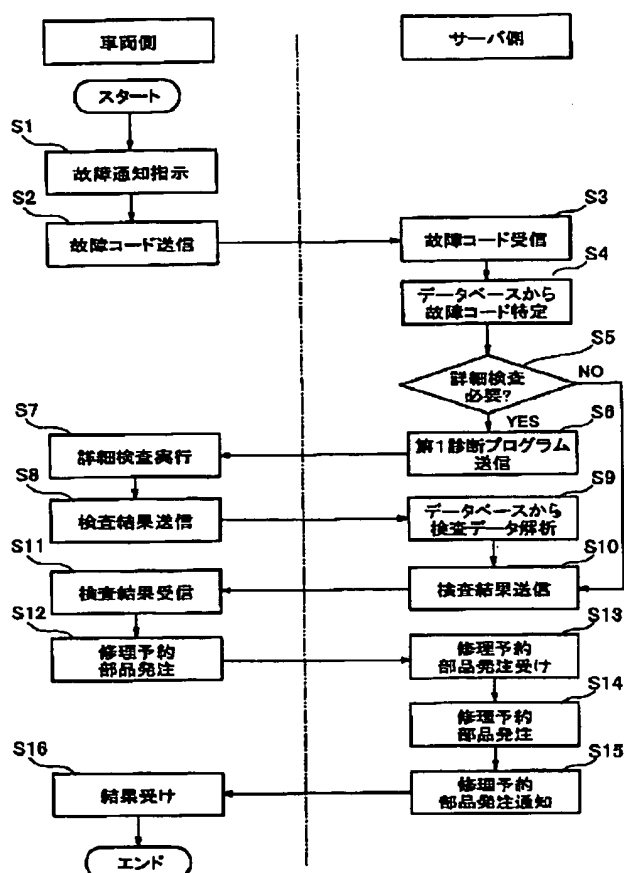 車両側
サーバ側
スタート
S1
故障通知指示
S2
故障コード送信
S3
故障コード受信
S4
データベースから
故障コード特定
S5
詳細検査
必要?
NO
YES
S6
第1診断プログラム
送信
S7
詳細検査実行
S8
検査結果送信
S9
データベースから
検査データ解析
S10
検査結果送信
S11
検査結果受信
S12
修理予約
部品発注
S13
修理予約
部品発注受け
S14
修理予約
部品発注
S15
修理予約
部品発注通知
S16
結果受け
エンド